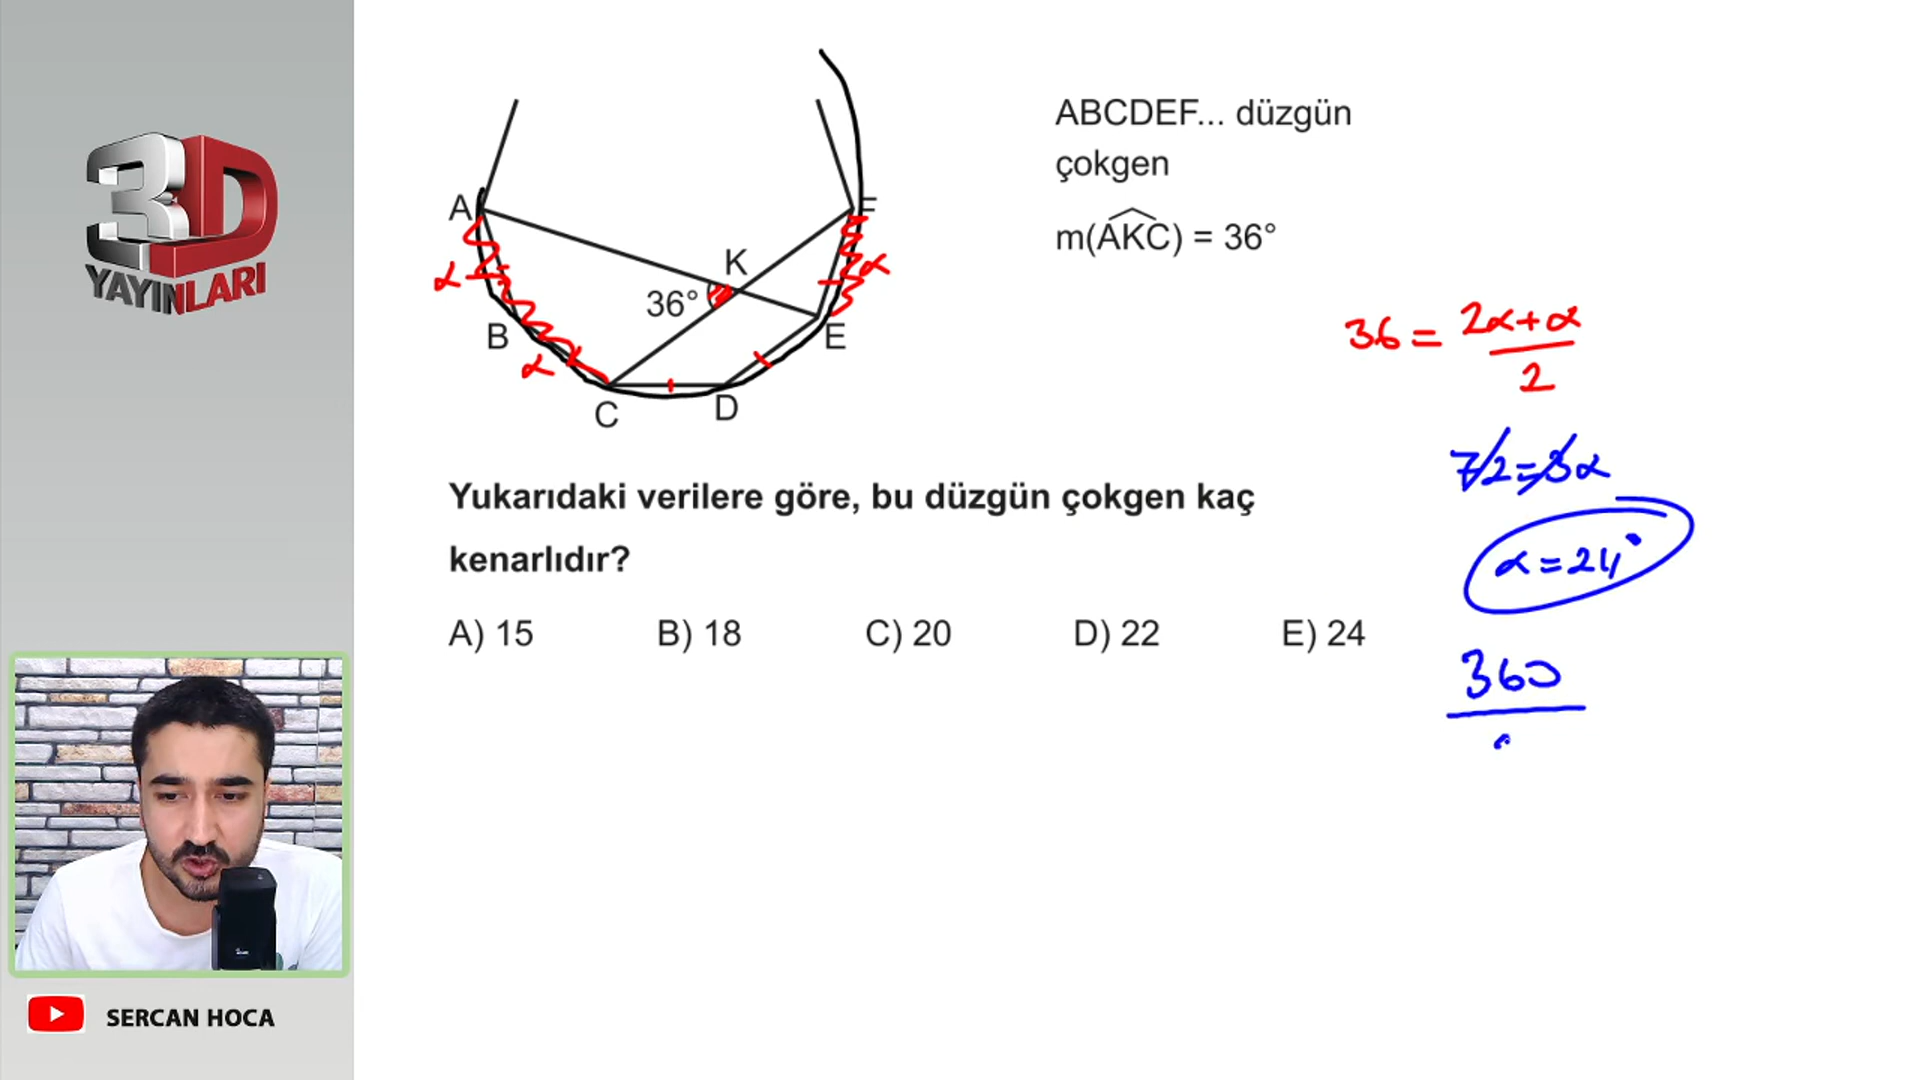 3D
YAYINLARI
A
B
C
D
E
F
K
36°
α
α
α
ABCDEF... düzgün
çokgen
m(AKC) = 36°
36 = 2α+α
2
72=3α
α=24°
360
Yukarıdaki verilere göre, bu düzgün çokgen kaç
kenarlıdır?
A) 15 B) 18 C) 20 D) 22 E) 24
SERCAN HOCA